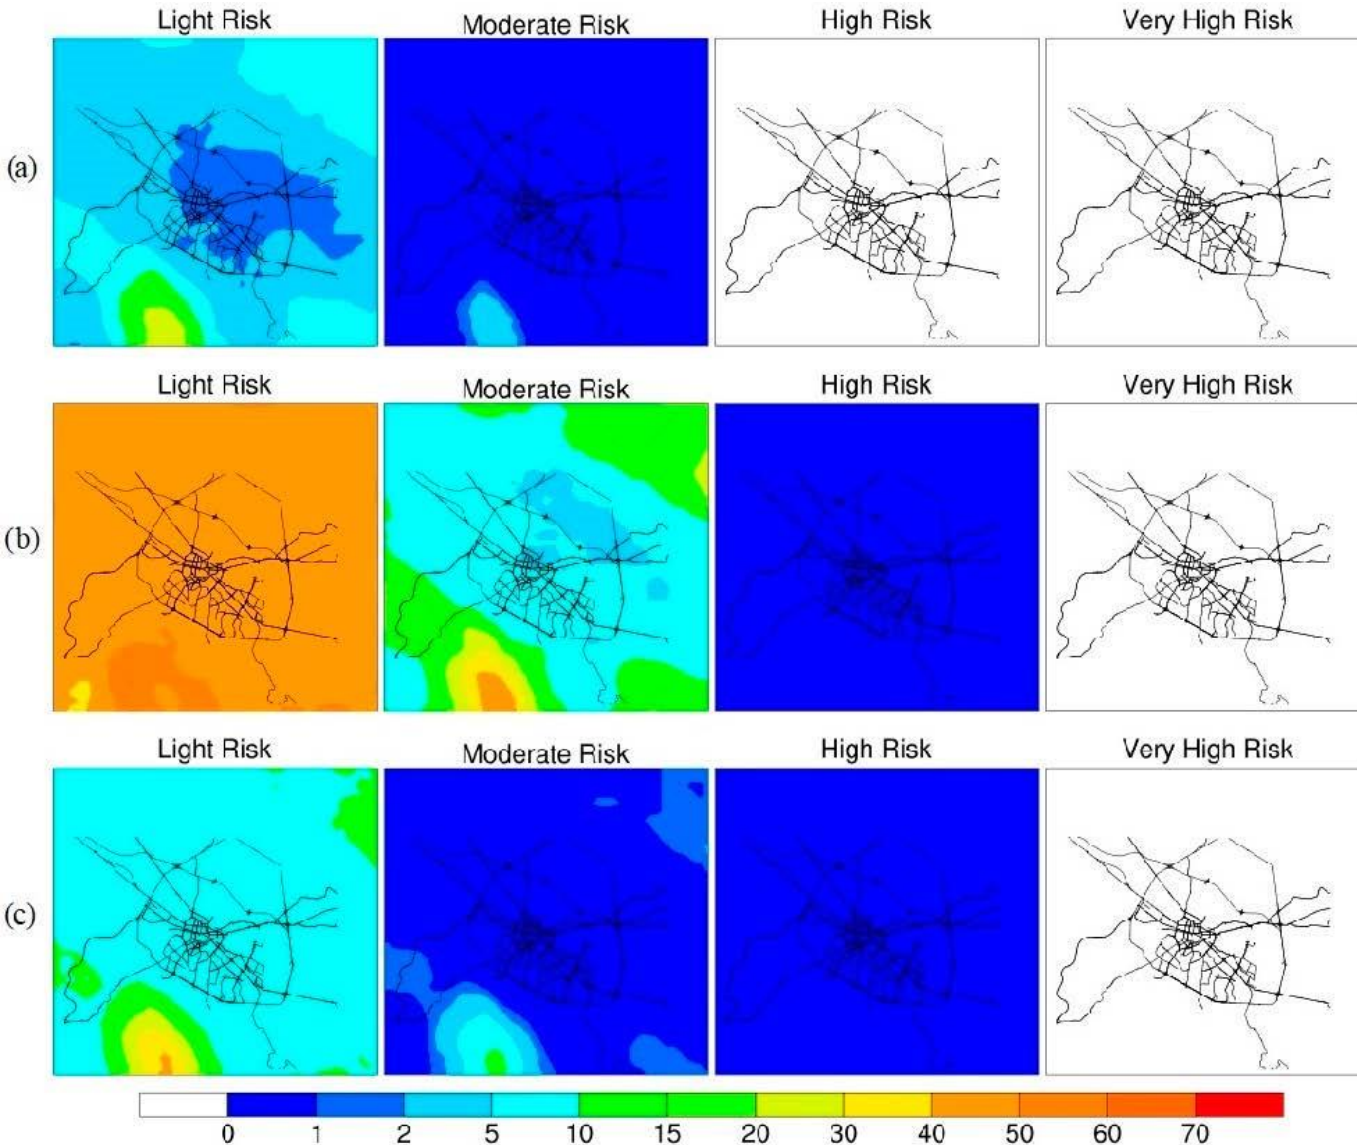 Light Risk Moderate Risk High Risk Very High Risk
(a)
Light Risk Moderate Risk High Risk Very High Risk
(b)
Light Risk Moderate Risk High Risk Very High Risk
(c)
0 1 2 5 10 15 20 30 40 50 60 70